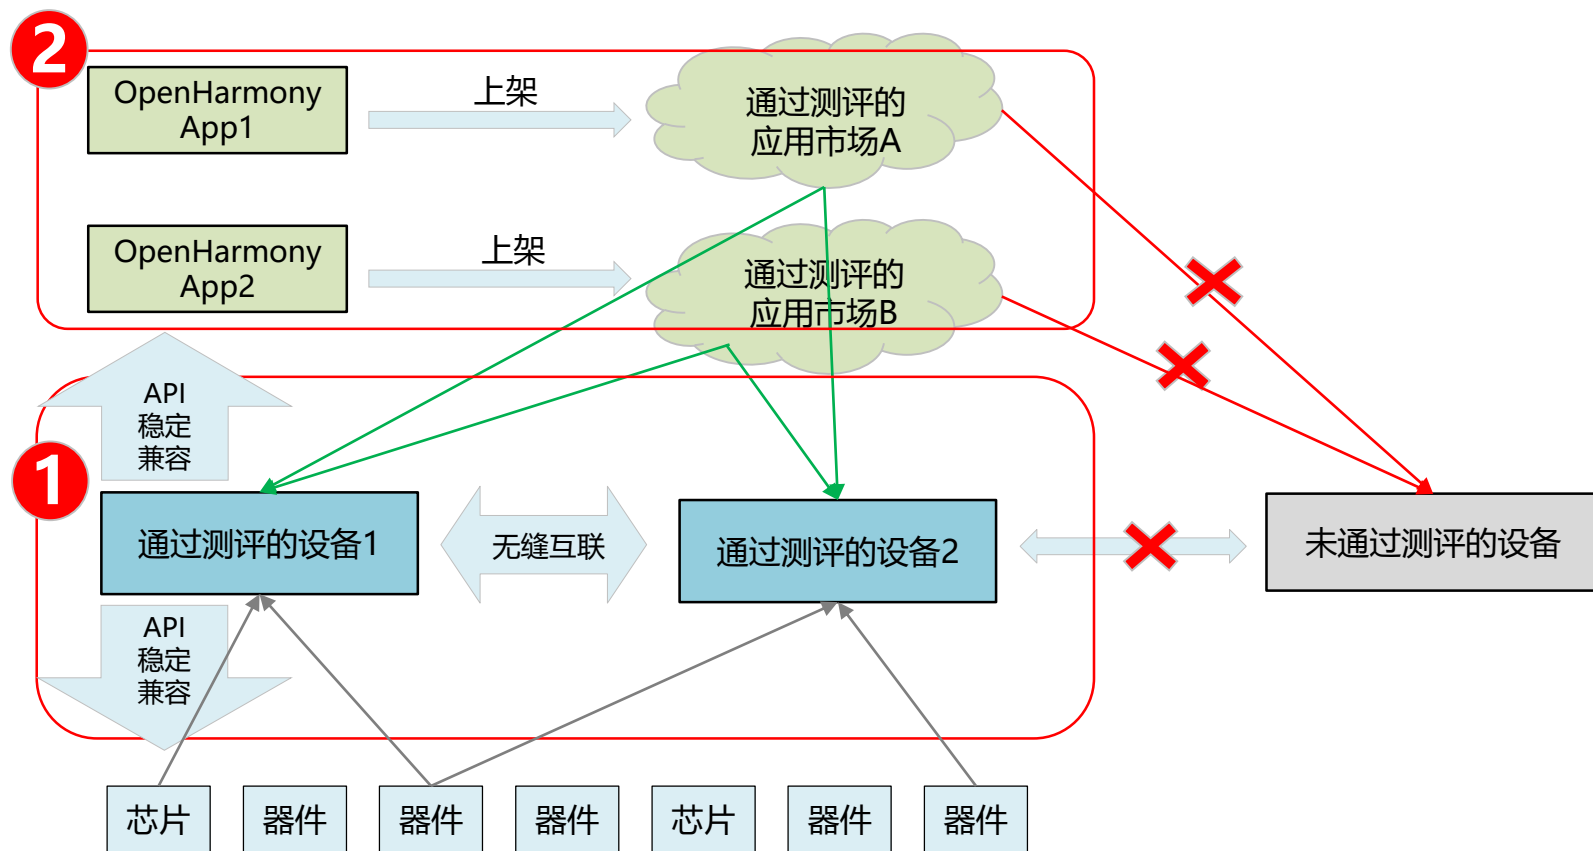 2
OpenHarmony
App1
上架
通过测评的
应用市场A
OpenHarmony
App2
上架
通过测评的
应用市场B
API
稳定
兼容
1
通过测评的设备1
无缝互联
通过测评的设备2
未通过测评的设备
API
稳定
兼容
芯片
器件
器件
器件
芯片
器件
器件